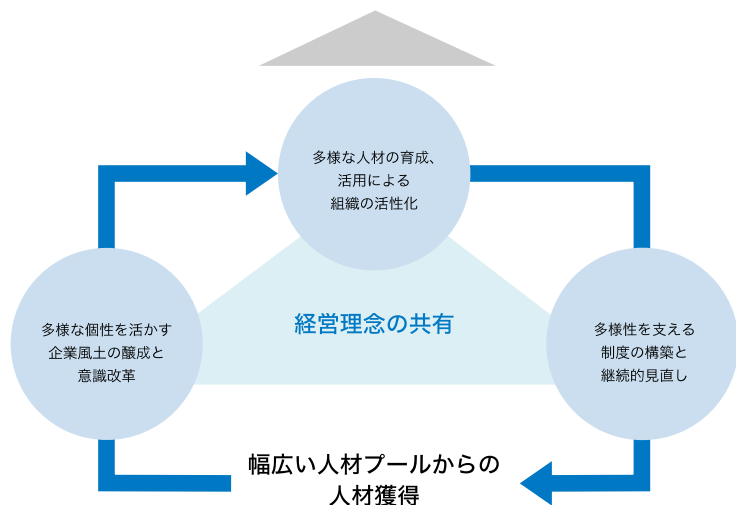 多様な人材の育成、
活用による
組織の活性化
経営理念の共有
多様な個性を活かす
企業風土の醸成と
意識改革
多様性を支える
制度の構築と
継続的見直し
幅広い人材プールからの
人材獲得